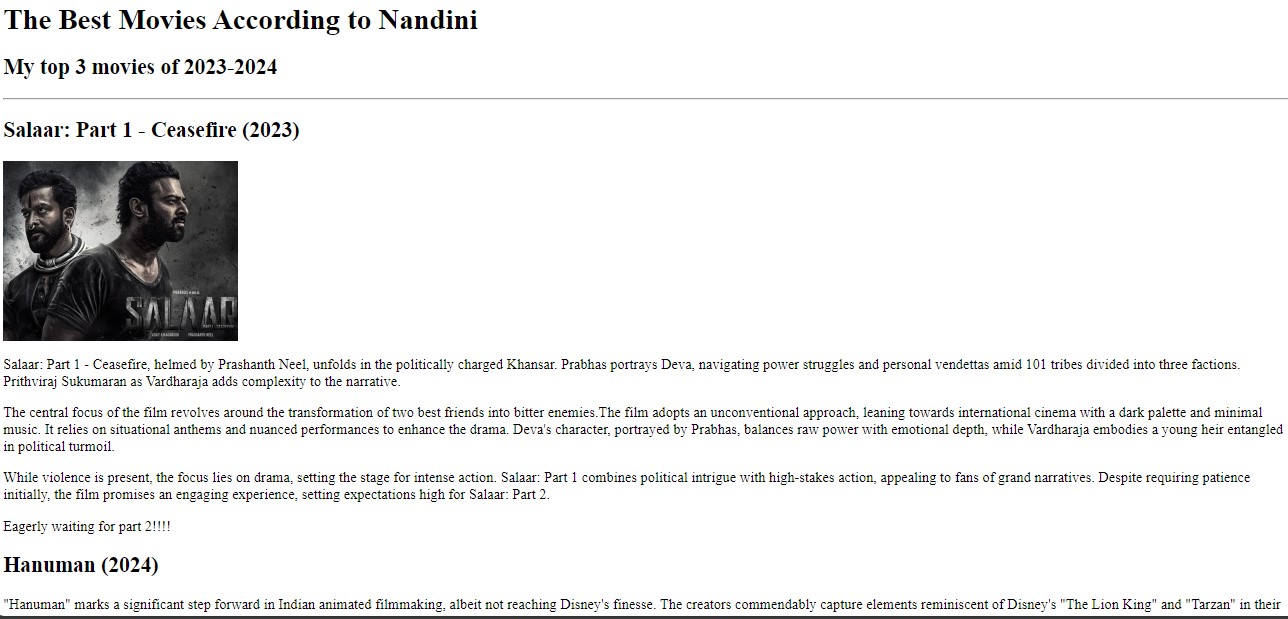 The Best Movies According to Nandini
My top 3 movies of 2023-2024
Salaar: Part 1 - Ceasefire (2023)
SALAAR
Salaar: Part 1 - Ceasefire, helmed by Prashanth Neel, unfolds in the politically charged Khansar. Prabhas portrays Deva, navigating power struggles and personal vendettas amid 101 tribes divided into three factions.
Prithviraj Sukumaran as Vardharaja adds complexity to the narrative.
The central focus of the film revolves around the transformation of two best friends into bitter enemies.The film adopts an unconventional approach, leaning towards international cinema with a dark palette and minimal
music. It relies on situational anthems and nuanced performances to enhance the drama. Deva's character, portrayed by Prabhas, balances raw power with emotional depth, while Vardharaja embodies a young heir entangled
in political turmoil.
While violence is present, the focus lies on drama, setting the stage for intense action. Salaar: Part 1 combines political intrigue with high-stakes action, appealing to fans of grand narratives. Despite requiring patience
initially, the film promises an engaging experience, setting expectations high for Salaar: Part 2.
Eagerly waiting for part 2!!!!
Hanuman (2024)
"Hanuman" marks a significant step forward in Indian animated filmmaking, albeit not reaching Disney's finesse. The creators commendably capture elements reminiscent of Disney's "The Lion King" and "Tarzan" in their